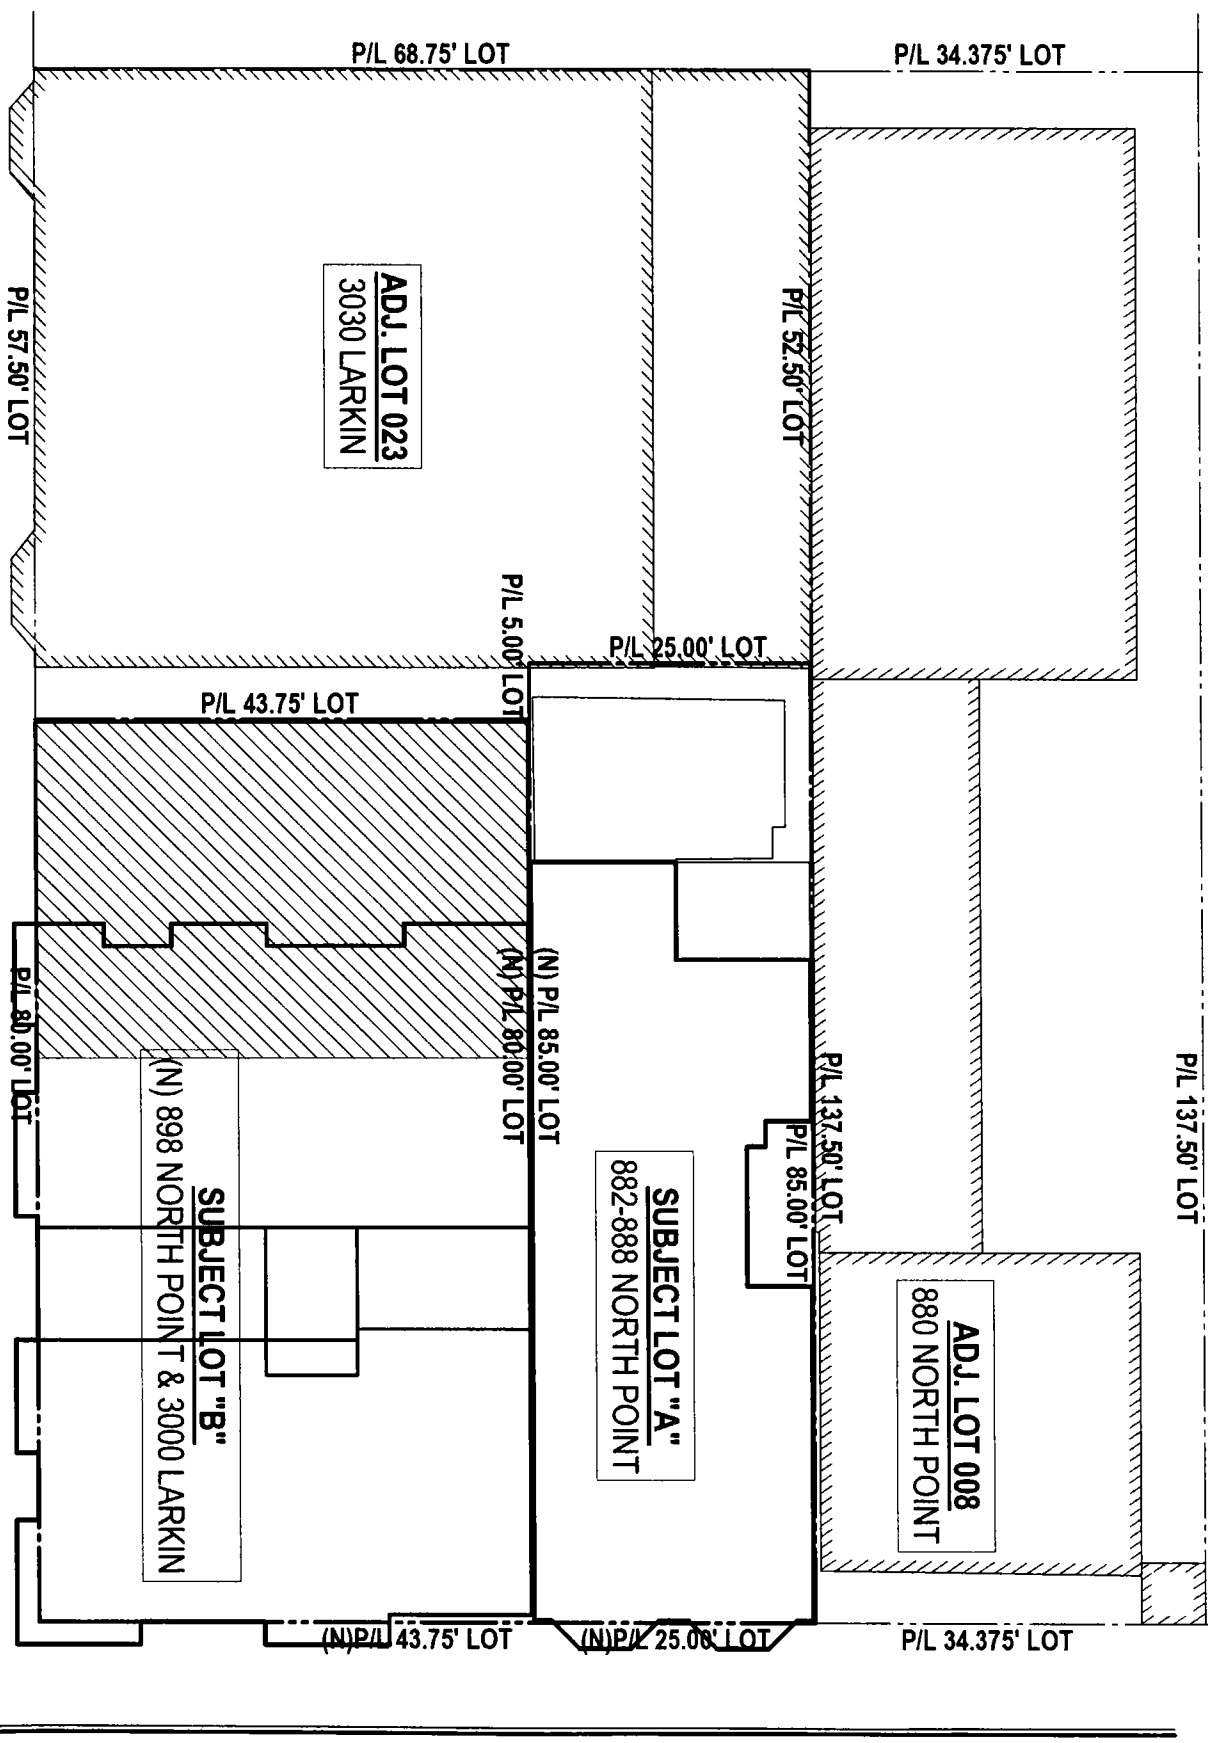 P/L 68.75' LOT
P/L 34.375' LOT
P/L 57.50' LOT
ADJ. LOT 023
3030 LARKIN
P/L 52.50' LOT
P/L 5.00' LOT
P/L 25.00' LOT
P/L 43.75' LOT
(N) P/L 85.00' LOT
(N) P/L 80.00' LOT
P/L 80.00' LOT
P/L 137.50' LOT
P/L 137.50' LOT
P/L 85.00' LOT
SUBJECT LOT "B"
(N) 898 NORTH POINT & 3000 LARKIN
SUBJECT LOT "A"
882-888 NORTH POINT
ADJ. LOT 008
880 NORTH POINT
(N)P/L 43.75' LOT
(N)P/L 25.00' LOT
P/L 34.375' LOT